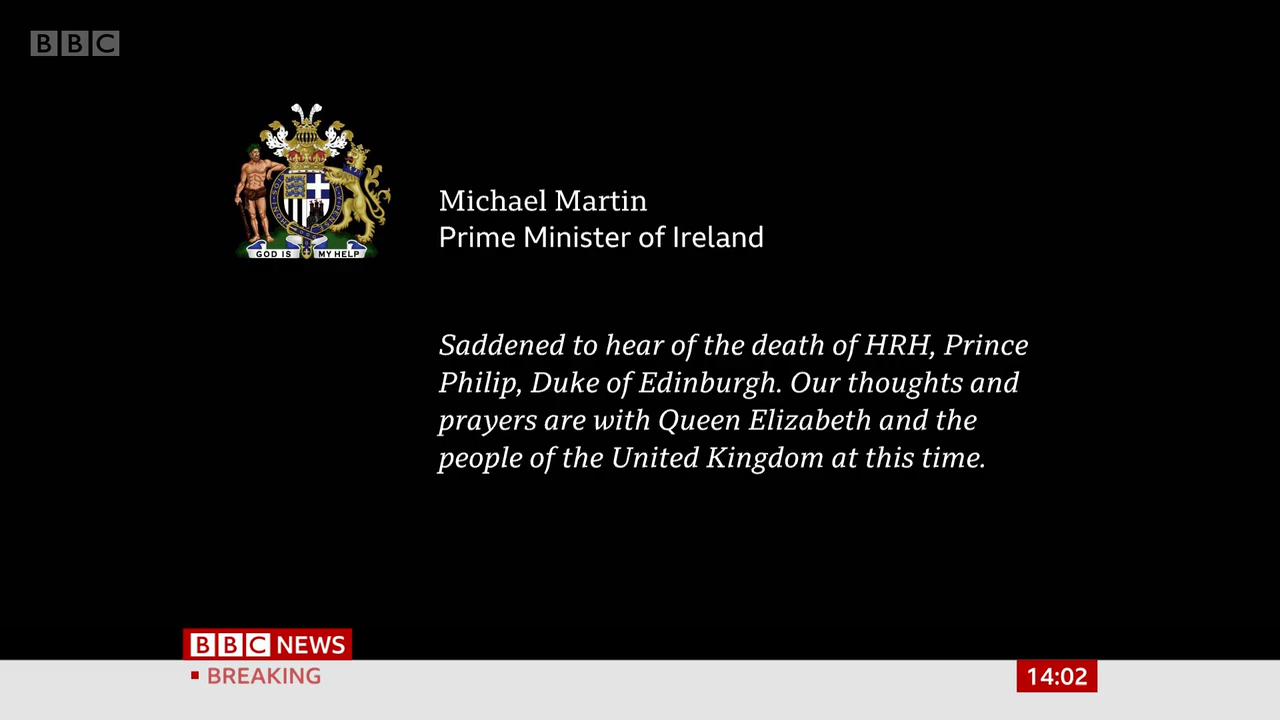 BBC
Michael Martin
Prime Minister of Ireland
GOD IS MY HELP
Saddened to hear of the death of HRH, Prince
Philip, Duke of Edinburgh. Our thoughts and
prayers are with Queen Elizabeth and the
people of the United Kingdom at this time.
BBC NEWS
BREAKING
14:02